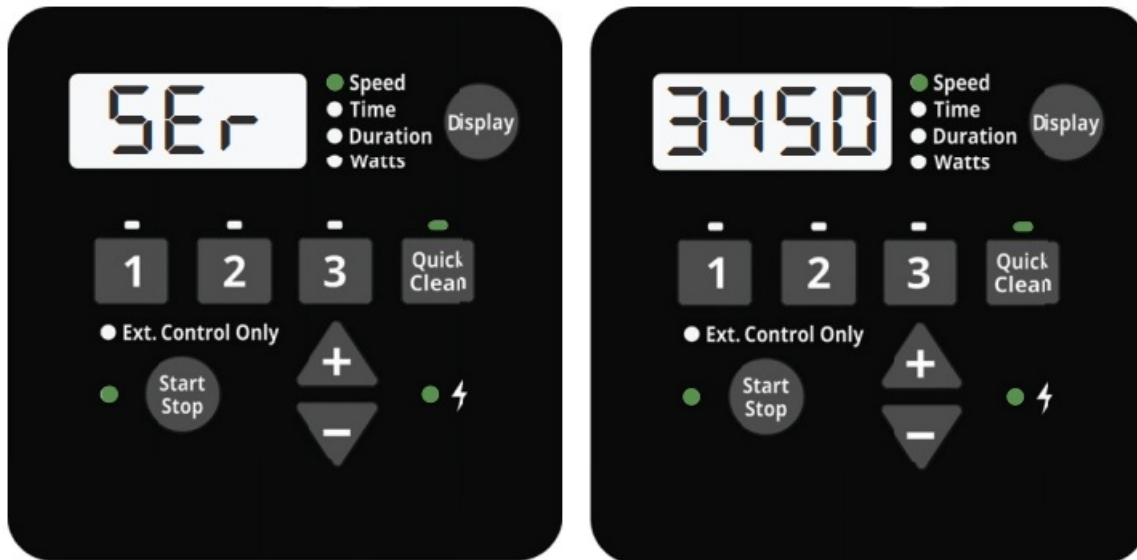 SEr
Speed
Time
Duration
Watts
Display
1 2 3 Quick Clean
Ext. Control Only
Start
Stop
+
−
3450
Speed
Time
Duration
Watts
Display
1 2 3 Quick Clean
Ext. Control Only
Start
Stop
+
−